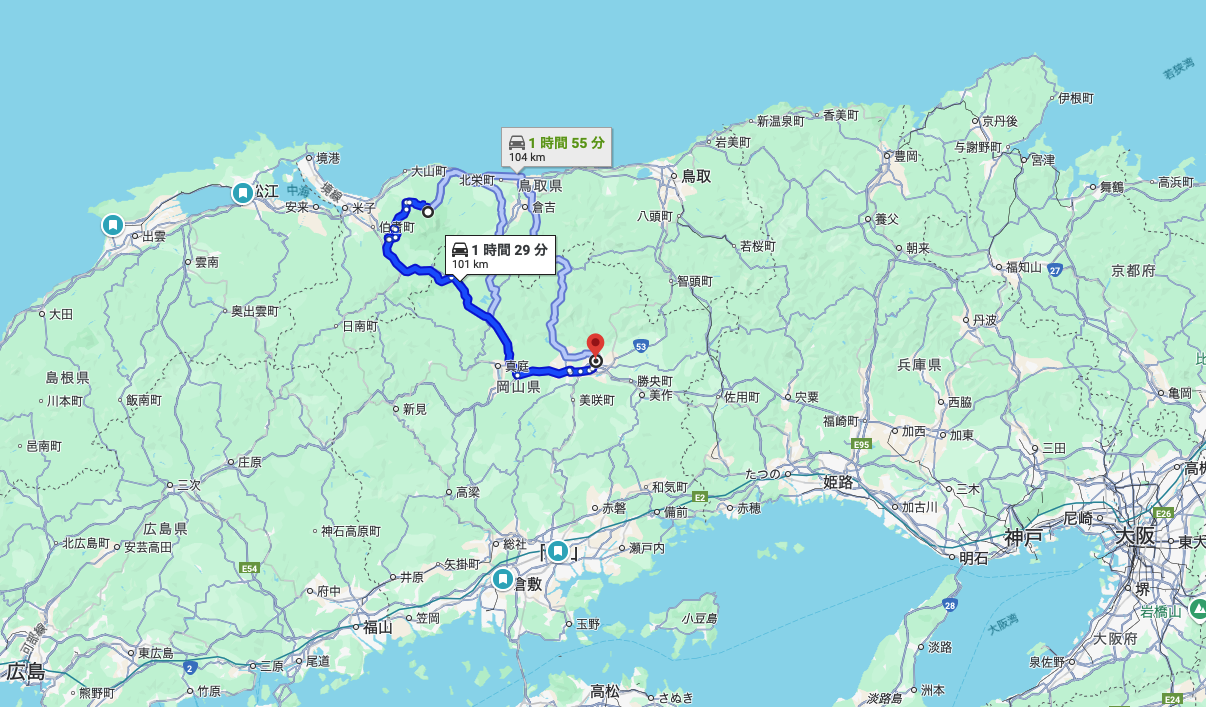 若狭湾
伊根町
新温泉町
香美町
京丹後
1 時間 55 分
104 km
岩美町
与謝野町
豊岡
宮津
境港
大山町
北栄町
鳥取県
鳥取
舞鶴
高浜町
松江
中海
境線
安来
米子
倉吉
八頭町
養父
出雲
伯耆町
1 時間 29 分
101 km
若桜町
朝来
雲南
福知山
27
京都府
智頭町
大田
奥出雲町
日南町
丹波
53
兵庫県
島根県
真庭
岡山県
勝央町
美作
佐用町
宍粟
亀岡
川本町
飯南町
新見
美咲町
西脇
福崎町
加西
加東
邑南町
E95
三田
庄原
たつの
姫路
三次
高梁
和気町
E2
三木
赤磐
備前
赤穂
加古川
尼崎
E26
広島県
神石高原町
神戸
大阪
北広島町
安芸高田
総社
瀬戸内
明石
E54
矢掛町
井原
倉敷
府中
堺
28
岩橋山
笠岡
小豆島
大阪湾
可部線
福山
玉野
大阪府
東広島
淡路
広島
2
三原
尾道
泉佐野
熊野町
竹原
高松
さぬき
淡路島
洲本
E24